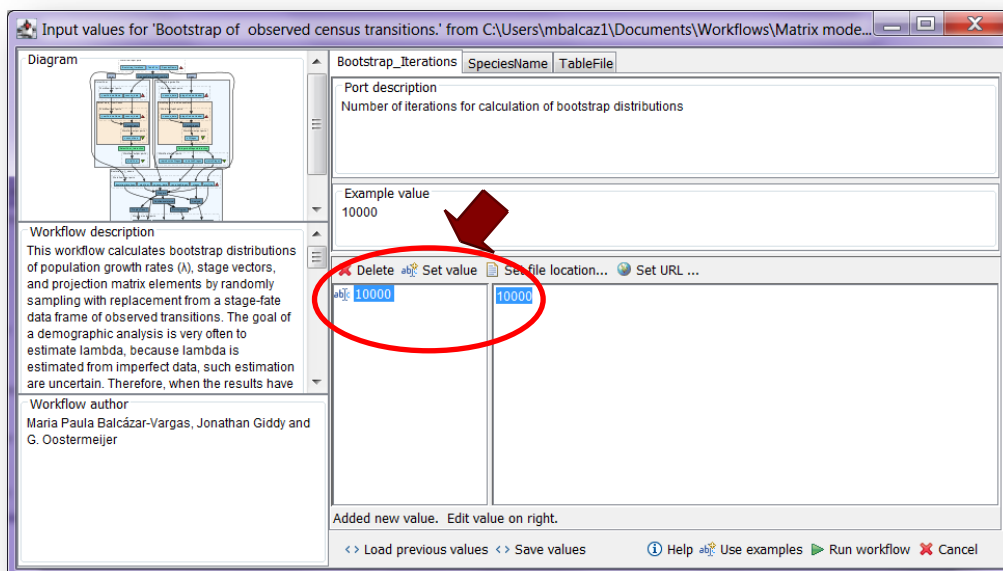 Input values for 'Bootstrap of observed census transitions.' from C:\Users\mbalcaz1\Documents\Workflows\Matrix mode...
Diagram
Workflow description
This workflow calculates bootstrap distributions
of population growth rates (λ), stage vectors,
and projection matrix elements by randomly
sampling with replacement from a stage-fate
data frame of observed transitions. The goal of
a demographic analysis is very often to
estimate lambda, because lambda is
estimated from imperfect data, such estimation
are uncertain. Therefore, when the results have
Workflow author
Maria Paula Balcázar-Vargas, Jonathan Giddy and
G. Oostermeijer
Bootstrap_Iterations SpeciesName TableFile
Port description
Number of iterations for calculation of bootstrap distributions
Example value
10000
Delete Set value Set file location... Set URL ...
10000 10000
Added new value. Edit value on right.
Load previous values Save values Help Use examples Run workflow Cancel